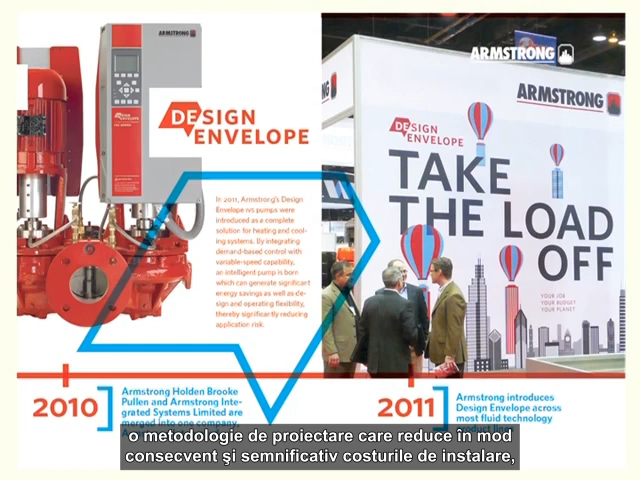 ARMSTRONG
ARMSTRONG
DESIGN
ENVELOPE
DESIGN
ENVELOPE
TAKE
THE LOAD
OFF
YOUR JOB
YOUR BUDGET
YOUR PLANET
In 2011, Armstrong's Design
Envelope IVS pumps were
introduced as a complete
solution for heating and cool-
ing systems. By integrating
demand-based control with
variable-speed capability,
an intelligent pump is born
which can generate significant
energy savings as well as de-
sign and operating flexibility,
thereby significantly reducing
application risk.
2010
Armstrong Holden Brooke
Pullen and Armstrong Inte-
grated Systems Limited are
merged into one company,
2011
Armstrong introduces
Design Envelope across
most fluid technology
o metodologie de proiectare care reduce în mod
consecvent şi semnificativ costurile de instalare,